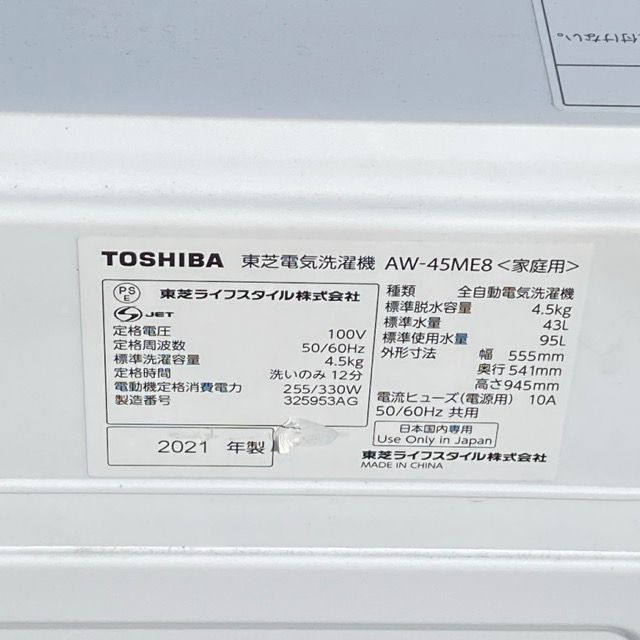 付けない。
TOSHIBA 東芝電気洗濯機 AW-45ME8<家庭用>
PS
E
東芝ライフスタイル株式会社
S JET
定格電圧 100V
定格周波数 50/60Hz
標準洗濯容量 4.5kg
定格時間 洗いのみ 12分
電動機定格消費電力 255/330W
製造番号 325953AG
2021 年製
種類 全自動電気洗濯機
標準脱水容量 4.5kg
標準水量 43L
標準使用水量 95L
外形寸法 幅 555mm
奥行 541mm
高さ 945mm
電流ヒューズ(電源用) 10A
50/60Hz 共用
日本国内専用
Use Only in Japan
東芝ライフスタイル株式会社
MADE IN CHINA